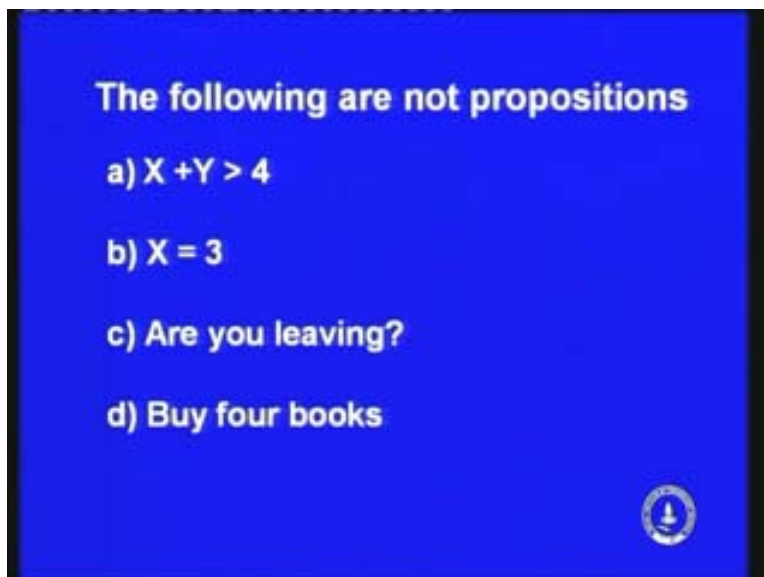 The following are not propositions
a) X +Y > 4
b) X = 3
c) Are you leaving?
d) Buy four books